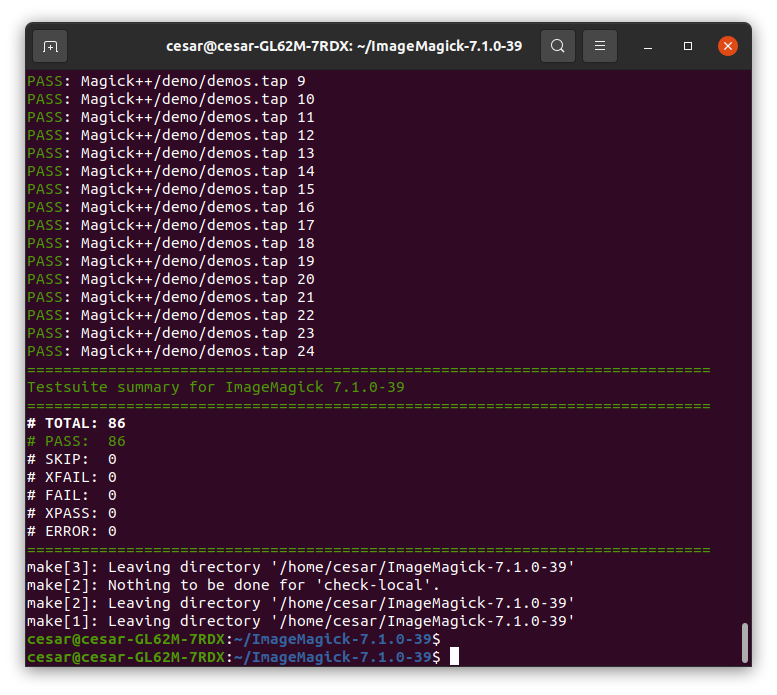 cesar@cesar-GL62M-7RDX: ~/ImageMagick-7.1.0-39
PASS: Magick++/demo/demos.tap 9
PASS: Magick++/demo/demos.tap 10
PASS: Magick++/demo/demos.tap 11
PASS: Magick++/demo/demos.tap 12
PASS: Magick++/demo/demos.tap 13
PASS: Magick++/demo/demos.tap 14
PASS: Magick++/demo/demos.tap 15
PASS: Magick++/demo/demos.tap 16
PASS: Magick++/demo/demos.tap 17
PASS: Magick++/demo/demos.tap 18
PASS: Magick++/demo/demos.tap 19
PASS: Magick++/demo/demos.tap 20
PASS: Magick++/demo/demos.tap 21
PASS: Magick++/demo/demos.tap 22
PASS: Magick++/demo/demos.tap 23
PASS: Magick++/demo/demos.tap 24
============================================================================
Testsuite summary for ImageMagick 7.1.0-39
============================================================================
# TOTAL: 86
# PASS:  86
# SKIP:  0
# XFAIL: 0
# FAIL:  0
# XPASS: 0
# ERROR: 0
============================================================================
make[3]: Leaving directory '/home/cesar/ImageMagick-7.1.0-39'
make[2]: Nothing to be done for 'check-local'.
make[2]: Leaving directory '/home/cesar/ImageMagick-7.1.0-39'
make[1]: Leaving directory '/home/cesar/ImageMagick-7.1.0-39'
cesar@cesar-GL62M-7RDX:~/ImageMagick-7.1.0-39$
cesar@cesar-GL62M-7RDX:~/ImageMagick-7.1.0-39$